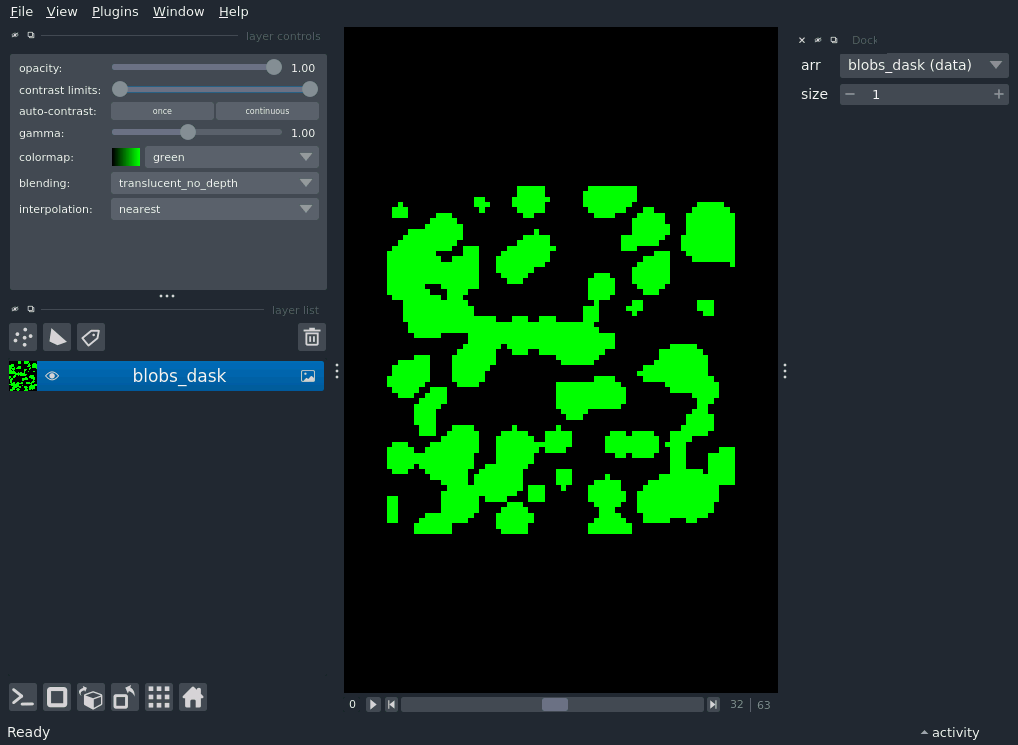 File View Plugins Window Help
layer controls
opacity: 1.00
contrast limits:
auto-contrast: once continuous
gamma: 1.00
colormap: green
blending: translucent_no_depth
interpolation: nearest
layer list
blobs_dask
Dock
arr blobs_dask (data)
size 1
0 32 | 63
Ready
activity